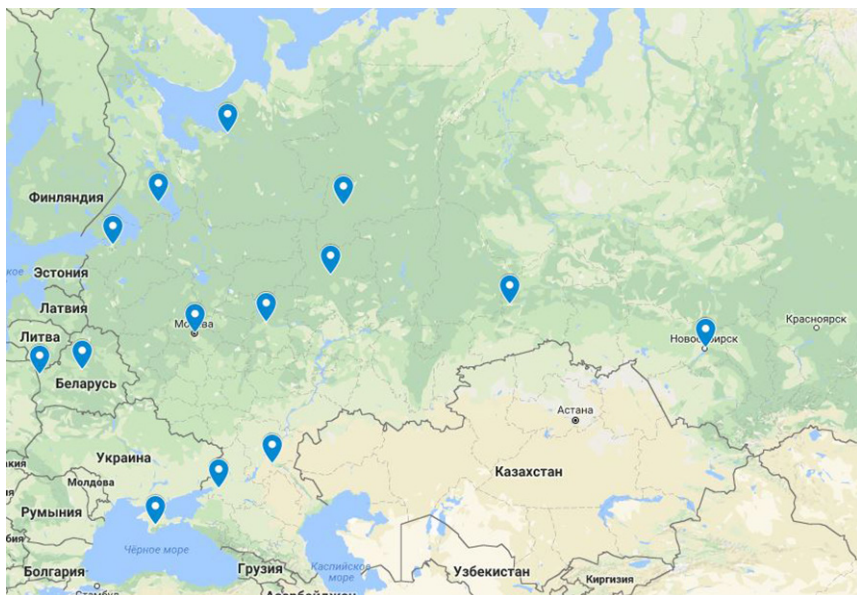 Финляндия
Эстония
Латвия
Литва
Москва
Беларусь
Новосибирск
Красноярск
Астана
Украина
Молдова
Казахстан
Румыния
Чёрное море
Болгария
Грузия
Каспийское
море
Узбекистан
Киргизия